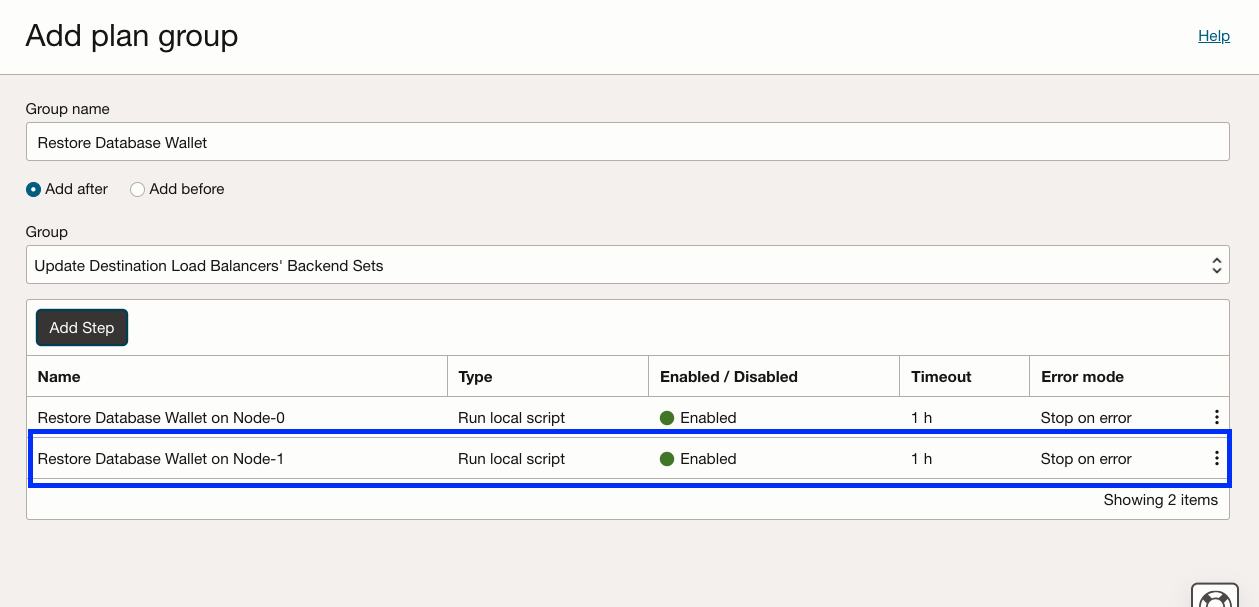 Add plan group
Help
Group name
Restore Database Wallet
Add after Add before
Group
Update Destination Load Balancers' Backend Sets
Add Step
Name Type Enabled / Disabled Timeout Error mode
Restore Database Wallet on Node-0 Run local script Enabled 1 h Stop on error
Restore Database Wallet on Node-1 Run local script Enabled 1 h Stop on error
Showing 2 items